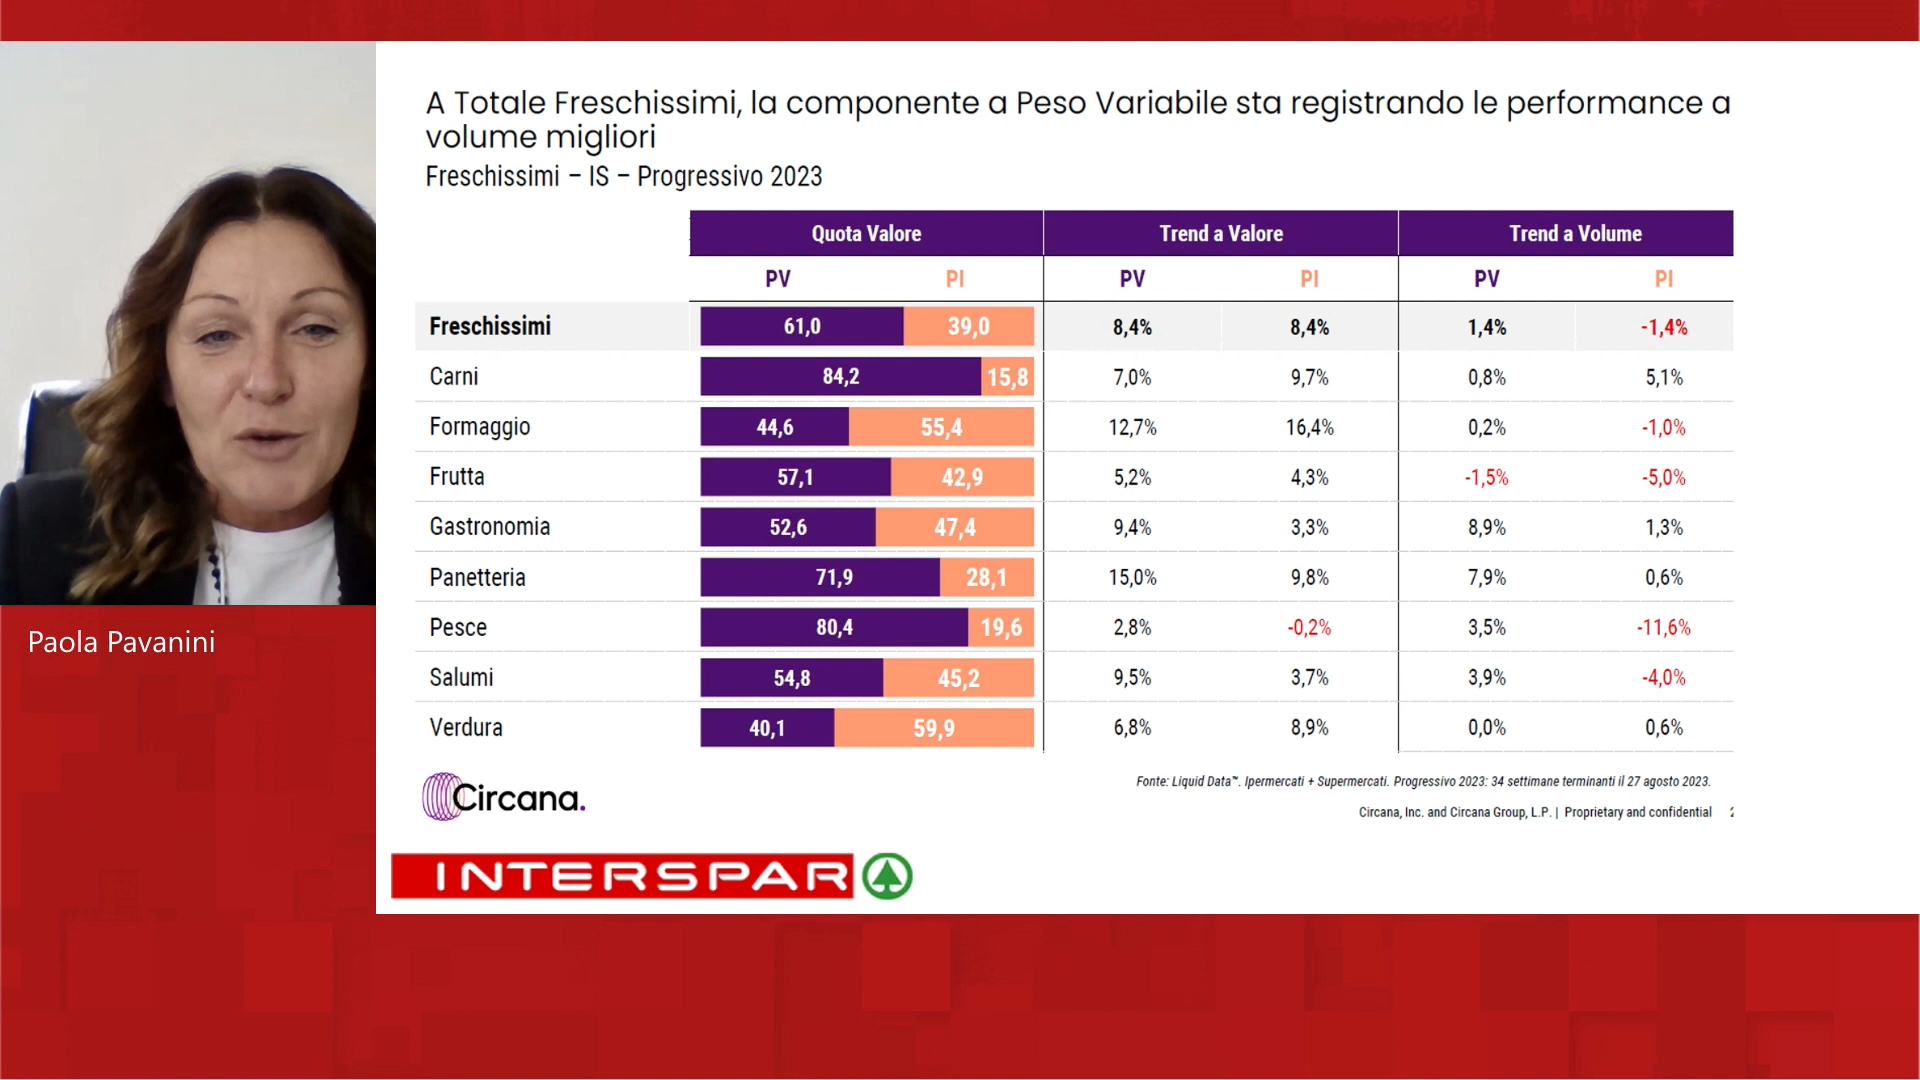 A Totale Freschissimi, la componente a Peso Variabile sta registrando le performance a
volume migliori
Freschissimi – IS – Progressivo 2023
Quota Valore Trend a Valore Trend a Volume
PV PI PV PI PV PI
Freschissimi 61,0 39,0 8,4% 8,4% 1,4% -1,4%
Carni 84,2 15,8 7,0% 9,7% 0,8% 5,1%
Formaggio 44,6 55,4 12,7% 16,4% 0,2% -1,0%
Frutta 57,1 42,9 5,2% 4,3% -1,5% -5,0%
Gastronomia 52,6 47,4 9,4% 3,3% 8,9% 1,3%
Panetteria 71,9 28,1 15,0% 9,8% 7,9% 0,6%
Pesce 80,4 19,6 2,8% -0,2% 3,5% -11,6%
Salumi 54,8 45,2 9,5% 3,7% 3,9% -4,0%
Verdura 40,1 59,9 6,8% 8,9% 0,0% 0,6%
Paola Pavanini
Circana.
Fonte: Liquid Data™. Ipermercati + Supermercati. Progressivo 2023: 34 settimane terminanti il 27 agosto 2023.
Circana, Inc. and Circana Group, L.P. | Proprietary and confidential
INTERSPAR